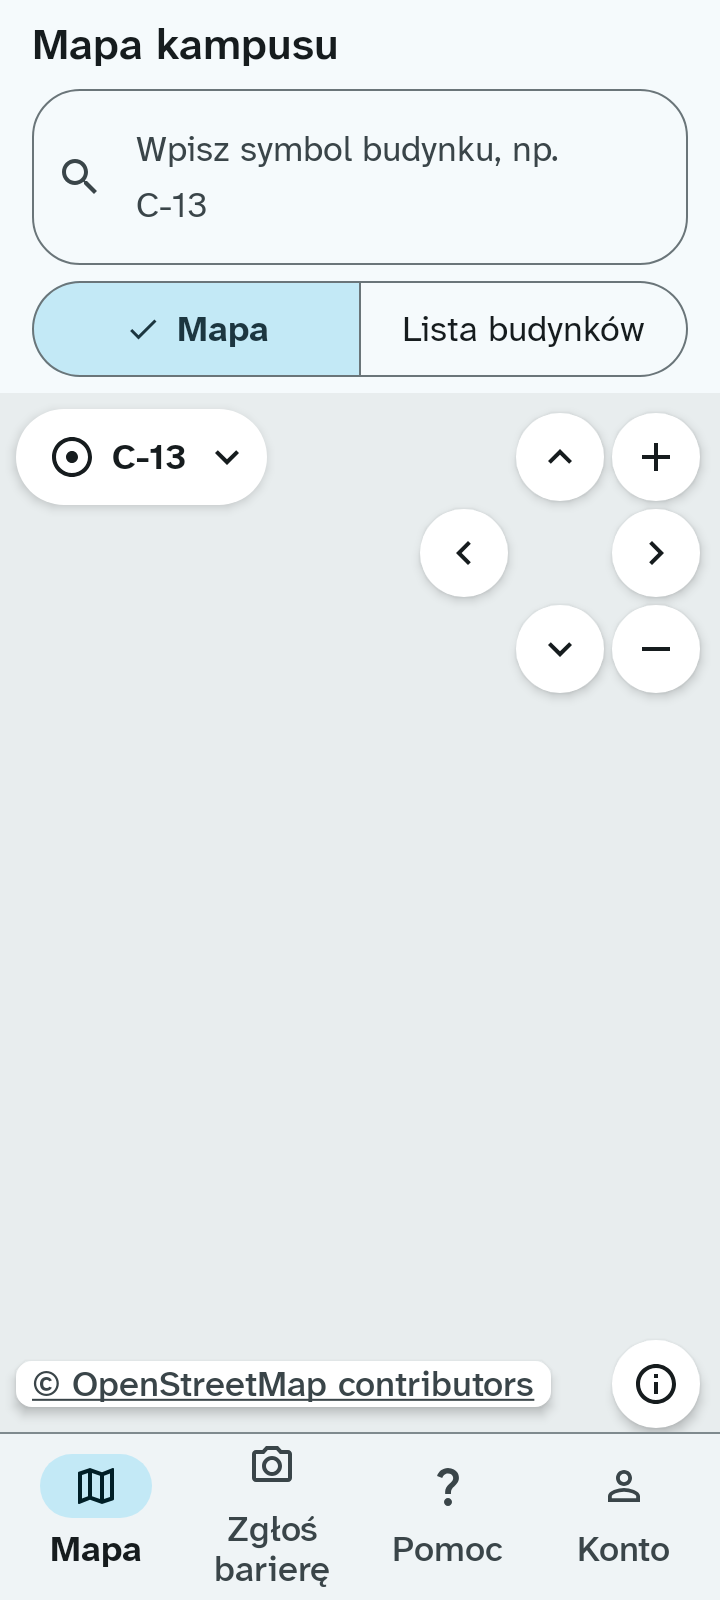 Mapa kampusu
Wpisz symbol budynku, np.
C-13
Mapa
Lista budynków
C-13
© OpenStreetMap contributors
Mapa
Zgłoś
barierę
Pomoc
Konto